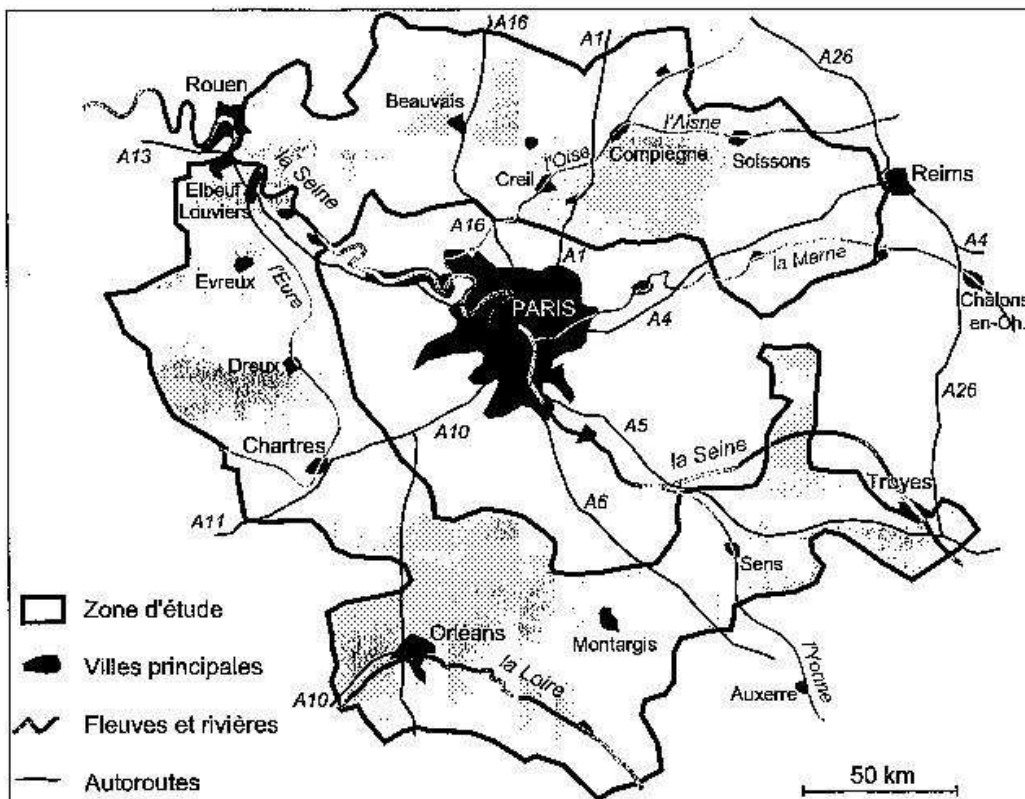 A16
A1
A26
Rouen
Beauvais
l'Aisne
A13
l'Oise
Compiègne
Soissons
la Seine
Creil
Reims
Elbeuf
Louviers
A16
A1
la Marne
A4
Evreux
l'Eure
PARIS
A4
Châlons
en-Ch.
Dreux
A26
A10
A5
la Seine
Chartres
Troyes
A6
A11
Sens
Zone d'étude
Orléans
Montargis
Villes principales
la Loire
l'Yonne
A10
Auxerre
Fleuves et rivières
Autoroutes
50 km